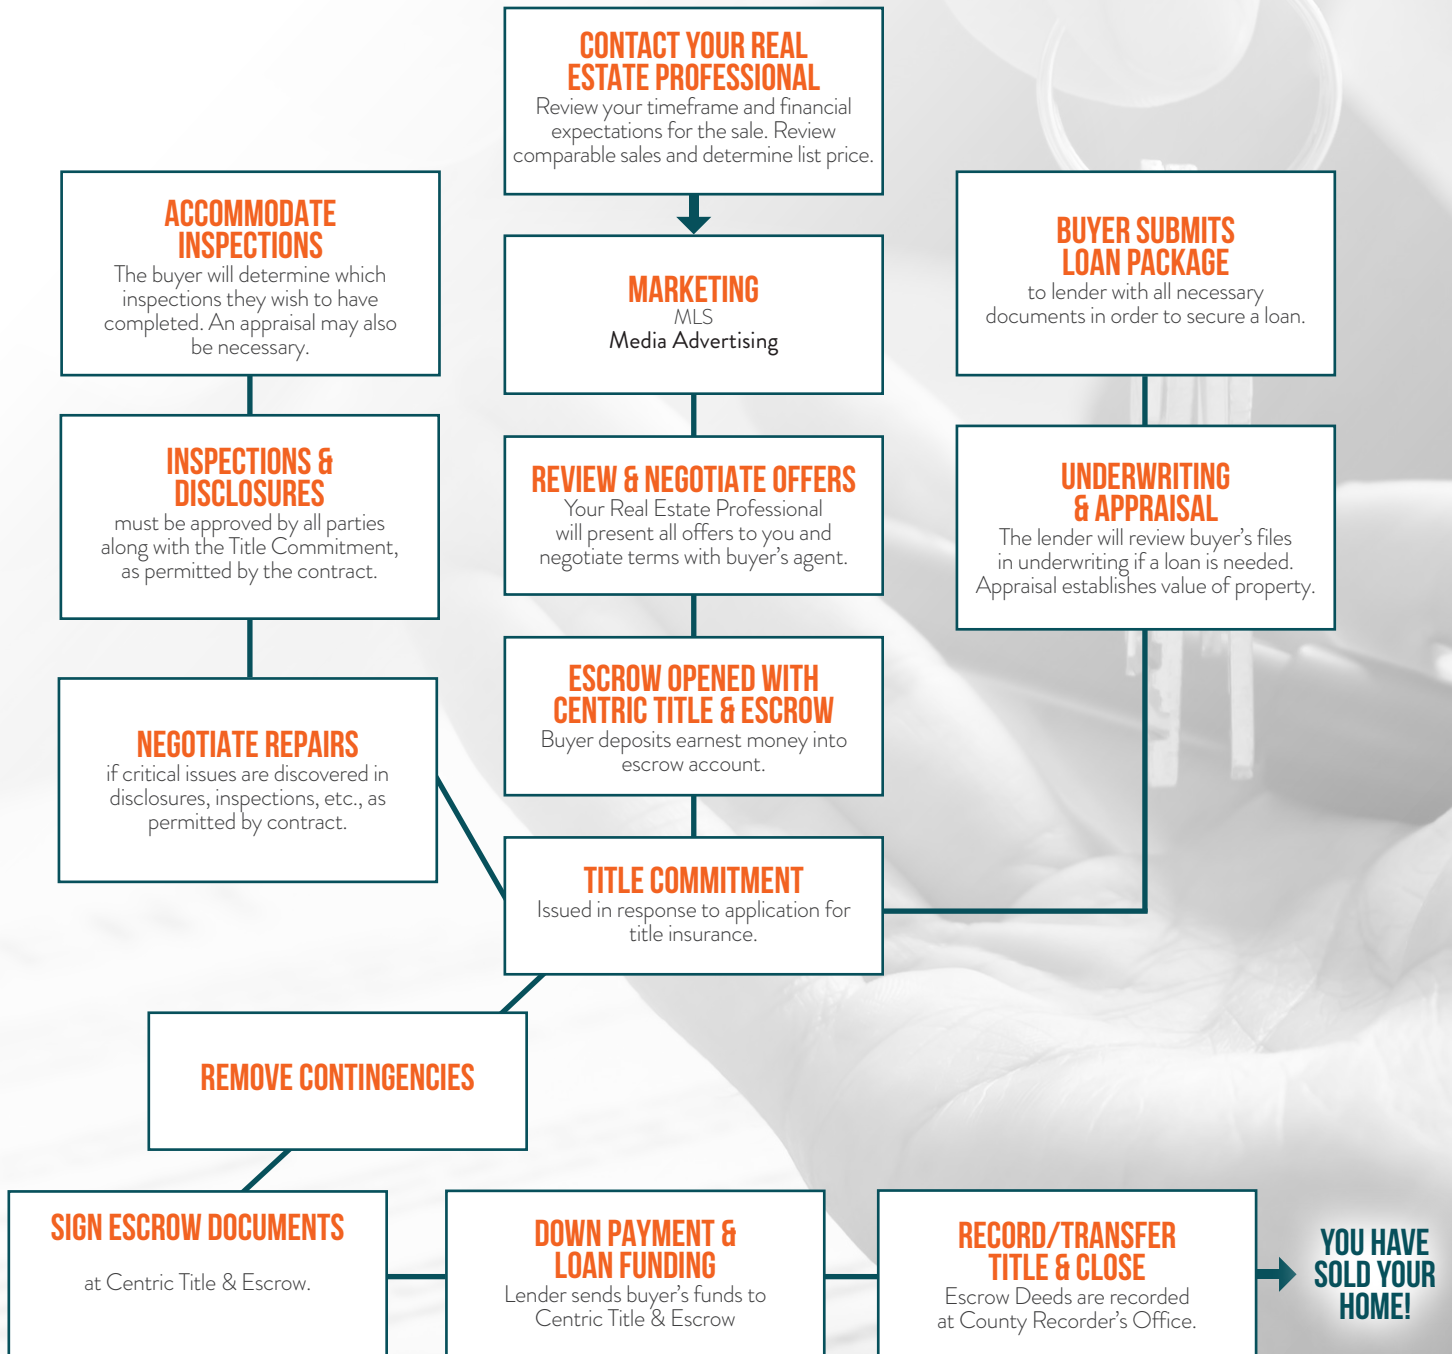 CONTACT YOUR REAL
ESTATE PROFESSIONAL
Review your timeframe and financial
expectations for the sale. Review
comparable sales and determine list price.
MARKETING
MLS
Media Advertising
REVIEW & NEGOTIATE OFFERS
Your Real Estate Professional
will present all offers to you and
negotiate terms with buyer's agent.
ESCROW OPENED WITH
CENTRIC TITLE & ESCROW
Buyer deposits earnest money into
escrow account.
ACCOMMODATE
INSPECTIONS
The buyer will determine which
inspections they wish to have
completed. An appraisal may also
be necessary.
INSPECTIONS &
DISCLOSURES
must be approved by all parties
along with the Title Commitment,
as permitted by the contract.
NEGOTIATE REPAIRS
if critical issues are discovered in
disclosures, inspections, etc., as
permitted by contract.
BUYER SUBMITS
LOAN PACKAGE
to lender with all necessary
documents in order to secure a loan.
UNDERWRITING
& APPRAISAL
The lender will review buyer's files
in underwriting if a loan is needed.
Appraisal establishes value of property.
TITLE COMMITMENT
Issued in response to application for
title insurance.
REMOVE CONTINGENCIES
SIGN ESCROW DOCUMENTS
at Centric Title & Escrow.
DOWN PAYMENT &
LOAN FUNDING
Lender sends buyer's funds to
Centric Title & Escrow
RECORD/TRANSFER
TITLE & CLOSE
Escrow Deeds are recorded
at County Recorder's Office.
YOU HAVE
SOLD YOUR
HOME!